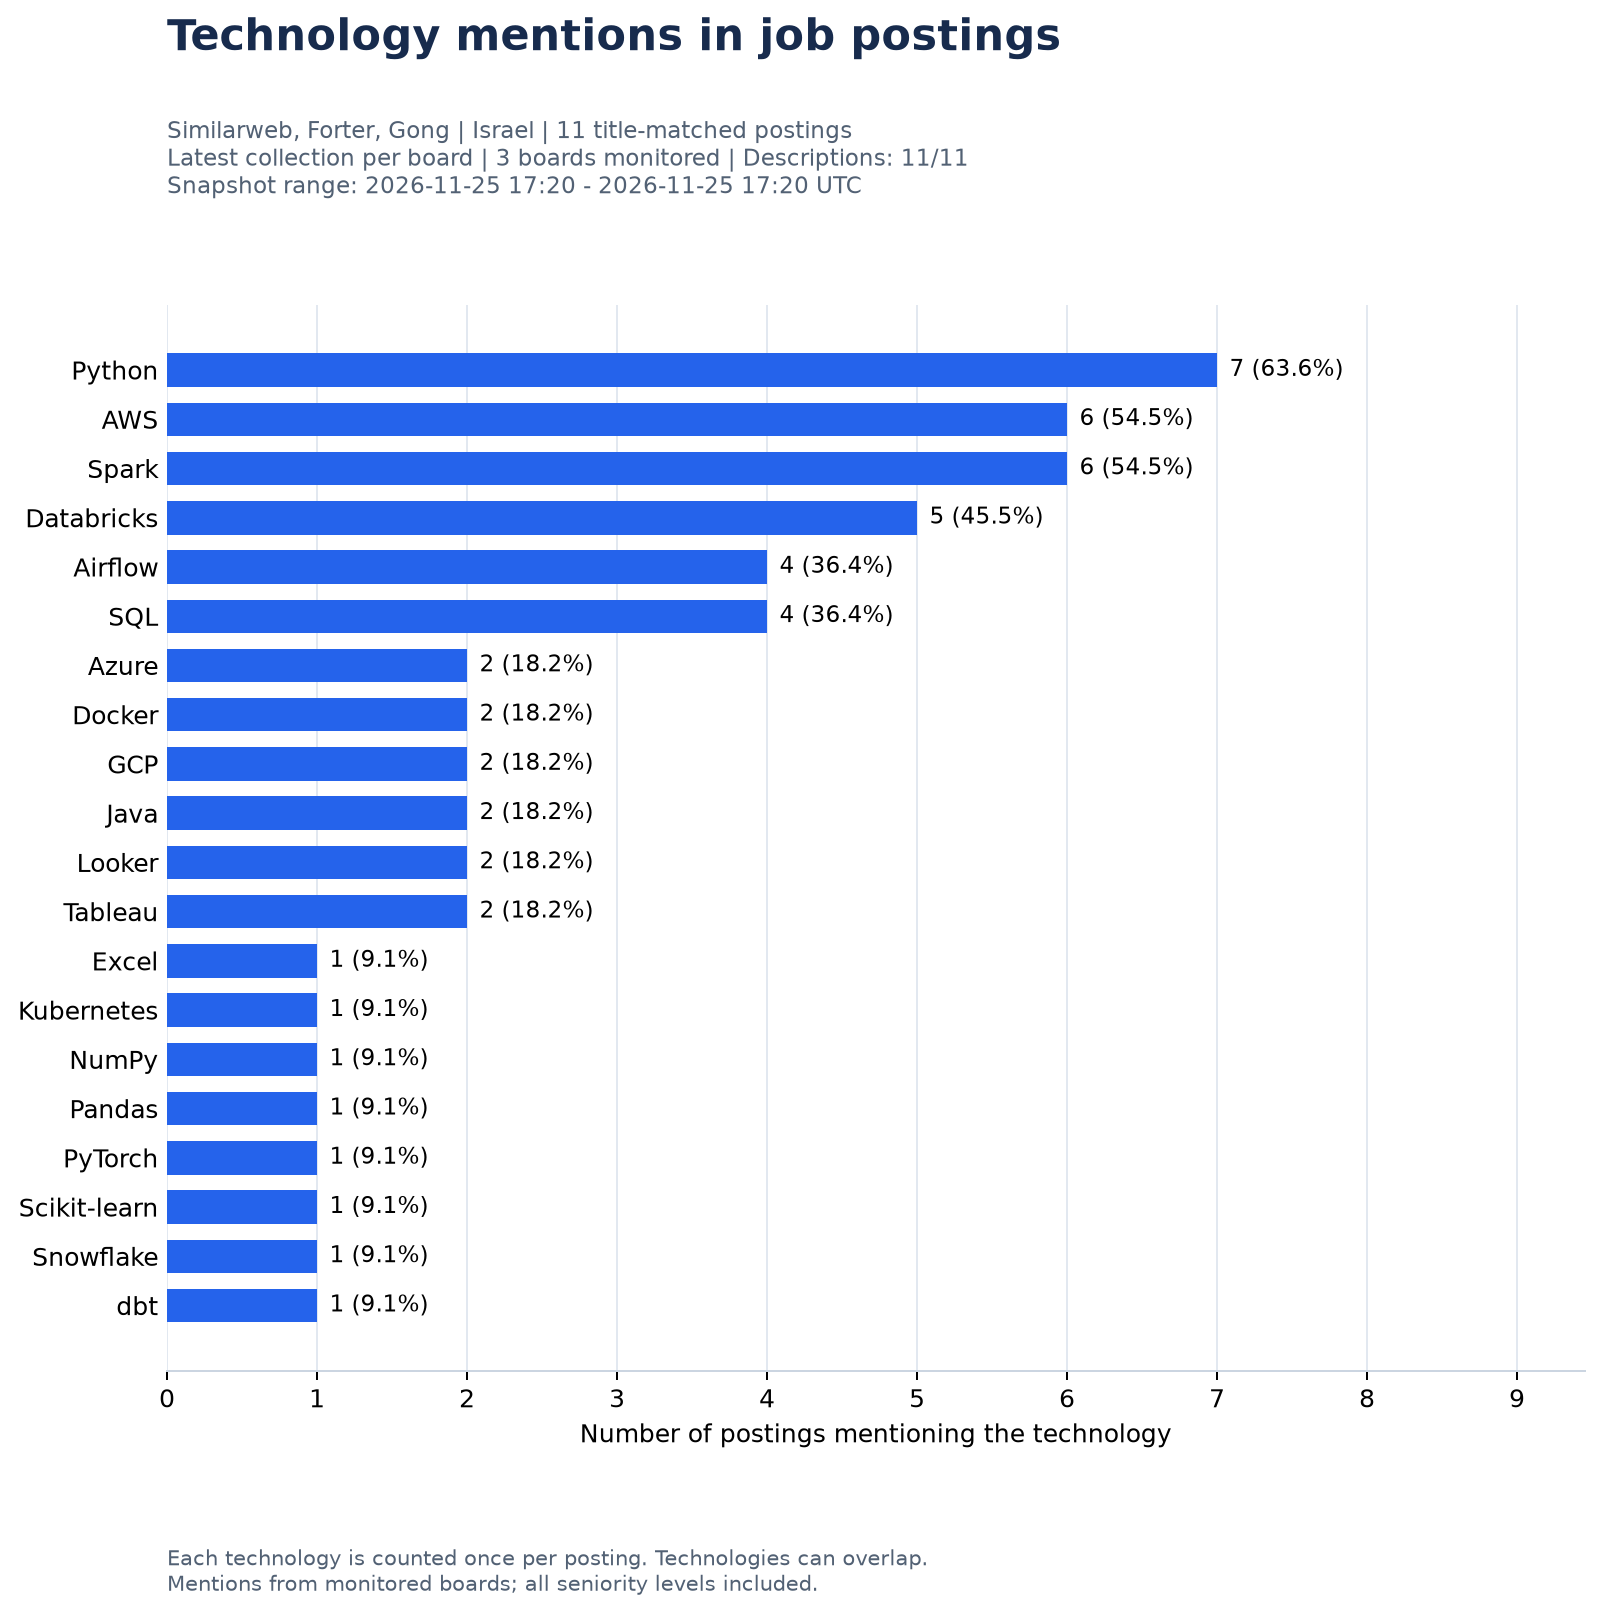 Technology mentions in job postings
Similarweb, Forter, Gong | Israel | 11 title-matched postings
Latest collection per board | 3 boards monitored | Descriptions: 11/11
Snapshot range: 2026-11-25 17:20 - 2026-11-25 17:20 UTC
Python 7 (63.6%)
AWS 6 (54.5%)
Spark 6 (54.5%)
Databricks 5 (45.5%)
Airflow 4 (36.4%)
SQL 4 (36.4%)
Azure 2 (18.2%)
Docker 2 (18.2%)
GCP 2 (18.2%)
Java 2 (18.2%)
Looker 2 (18.2%)
Tableau 2 (18.2%)
Excel 1 (9.1%)
Kubernetes 1 (9.1%)
NumPy 1 (9.1%)
Pandas 1 (9.1%)
PyTorch 1 (9.1%)
Scikit-learn 1 (9.1%)
Snowflake 1 (9.1%)
dbt 1 (9.1%)
0 1 2 3 4 5 6 7 8 9
Number of postings mentioning the technology
Each technology is counted once per posting. Technologies can overlap.
Mentions from monitored boards; all seniority levels included.